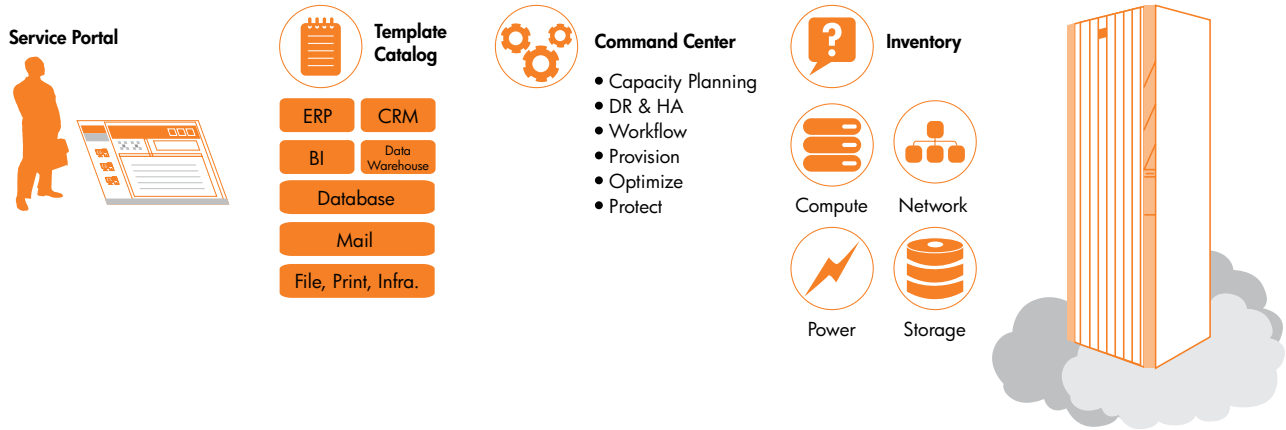 Service Portal
Template
Catalog
ERP
CRM
BI
Data
Warehouse
Database
Mail
File, Print, Infra.
Command Center
• Capacity Planning
• DR & HA
• Workflow
• Provision
• Optimize
• Protect
?
Inventory
Compute
Network
Power
Storage